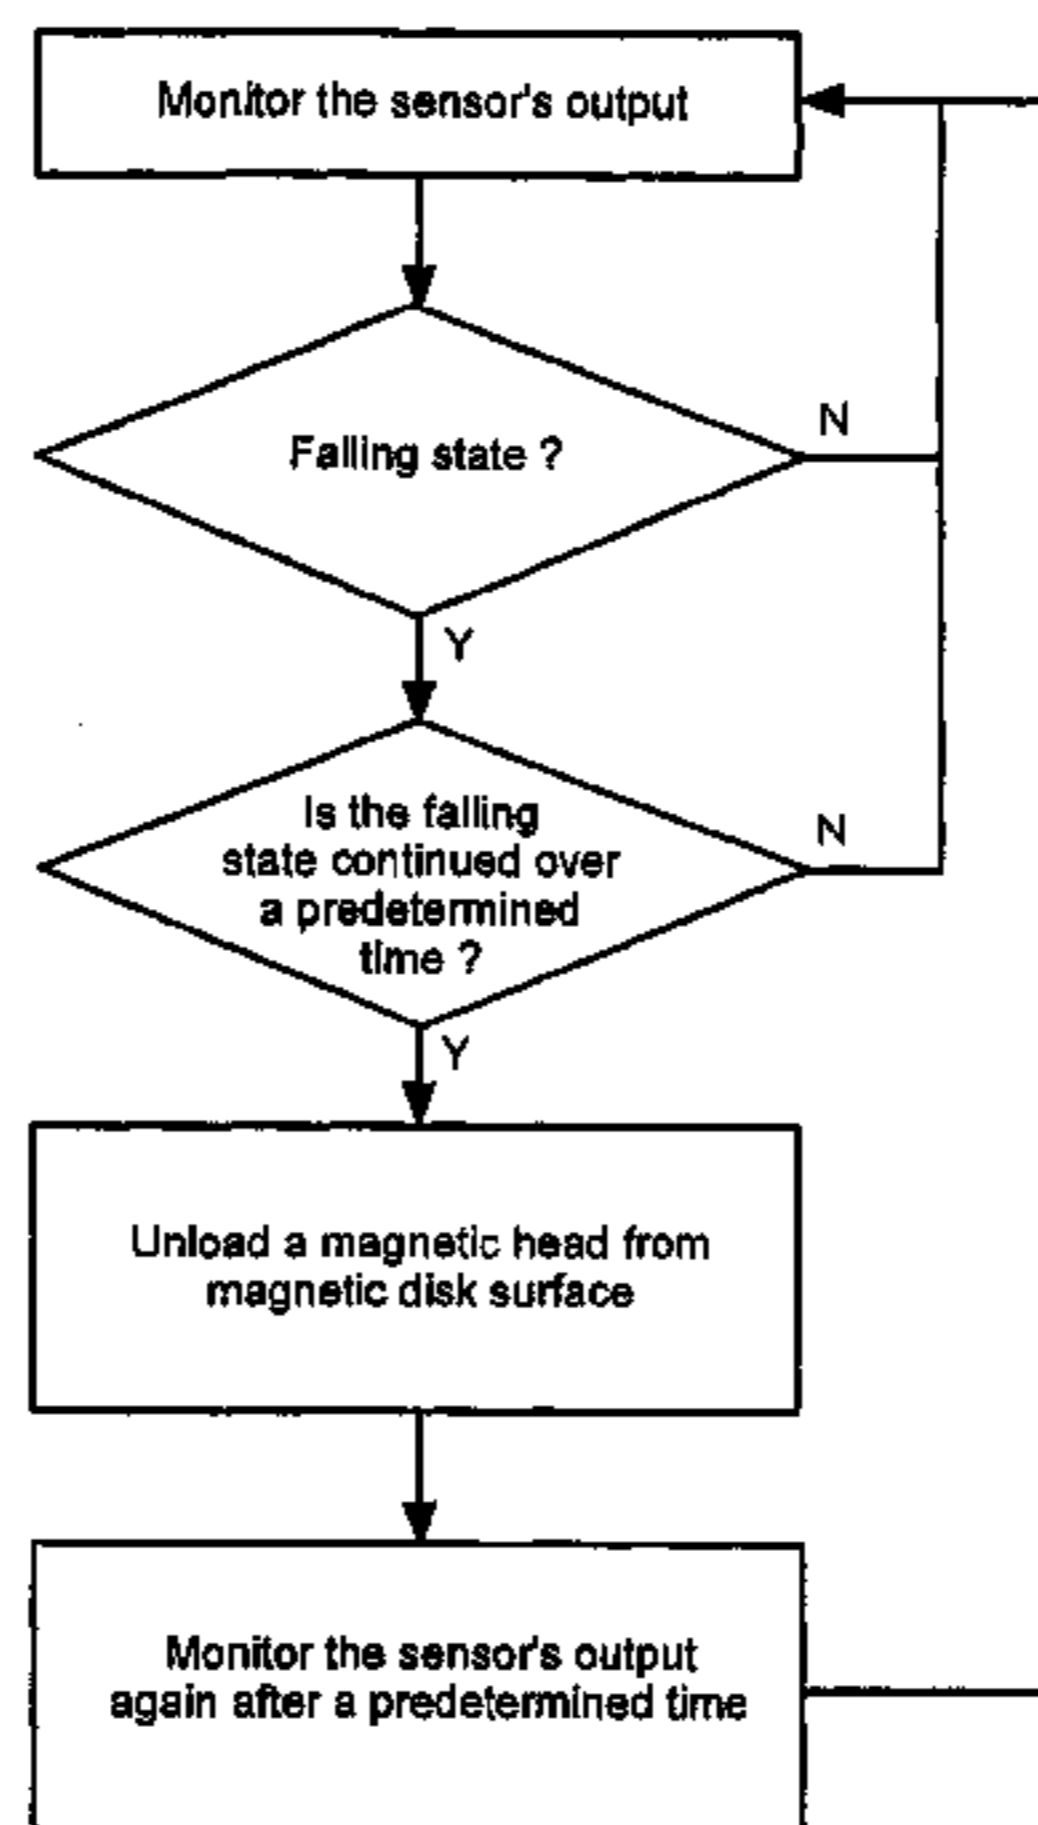 Monitor the sensor's output
Falling state ?
N
Y
Is the falling
state continued over
a predetermined
time ?
N
Y
Unload a magnetic head from
magnetic disk surface
Monitor the sensor's output
again after a predetermined time